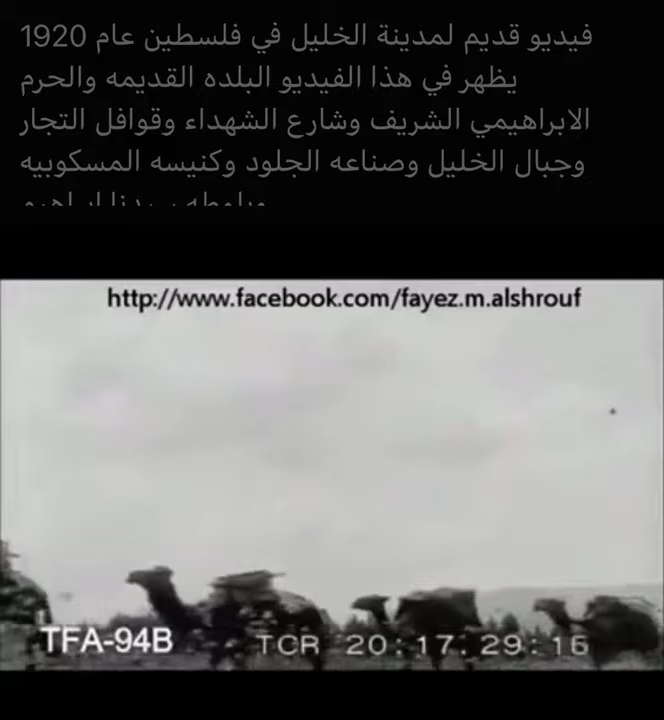 فيديو قديم لمدينة الخليل في فلسطين عام 1920
يظهر في هذا الفيديو البلده القديمه والحرم
الابراهيمي الشريف وشارع الشهداء وقوافل التجار
وجبال الخليل وصناعه الجلود وكنيسه المسكوبيه
http://www.facebook.com/fayez.m.alshrouf
TFA-94B TCR 20:17:29:16